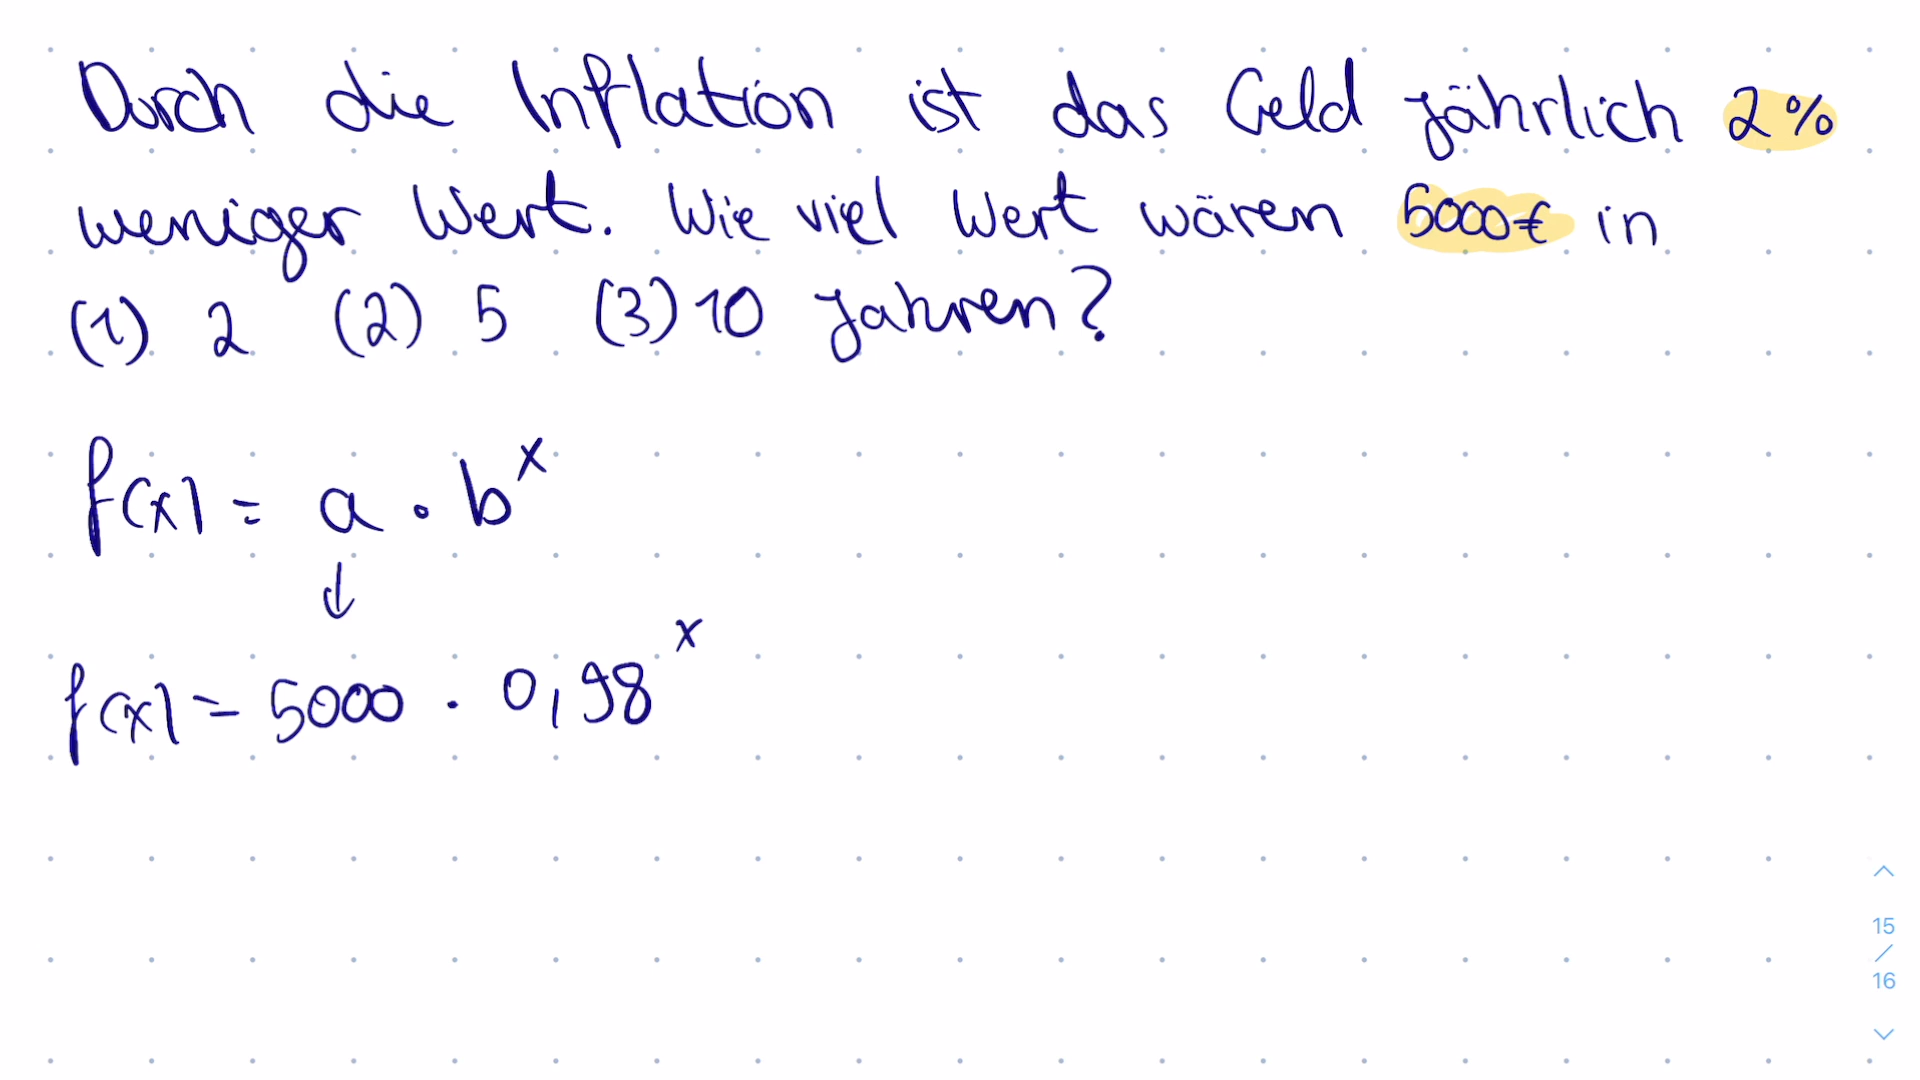 Durch die Inflation ist das Geld jährlich 2%
weniger Wert. Wie viel Wert wären 5000€ in
(1) 2 (2) 5 (3) 10 Jahren?
f(x) = a · b^x
↓
f(x) = 5000 · 0,98^x
15
/
16